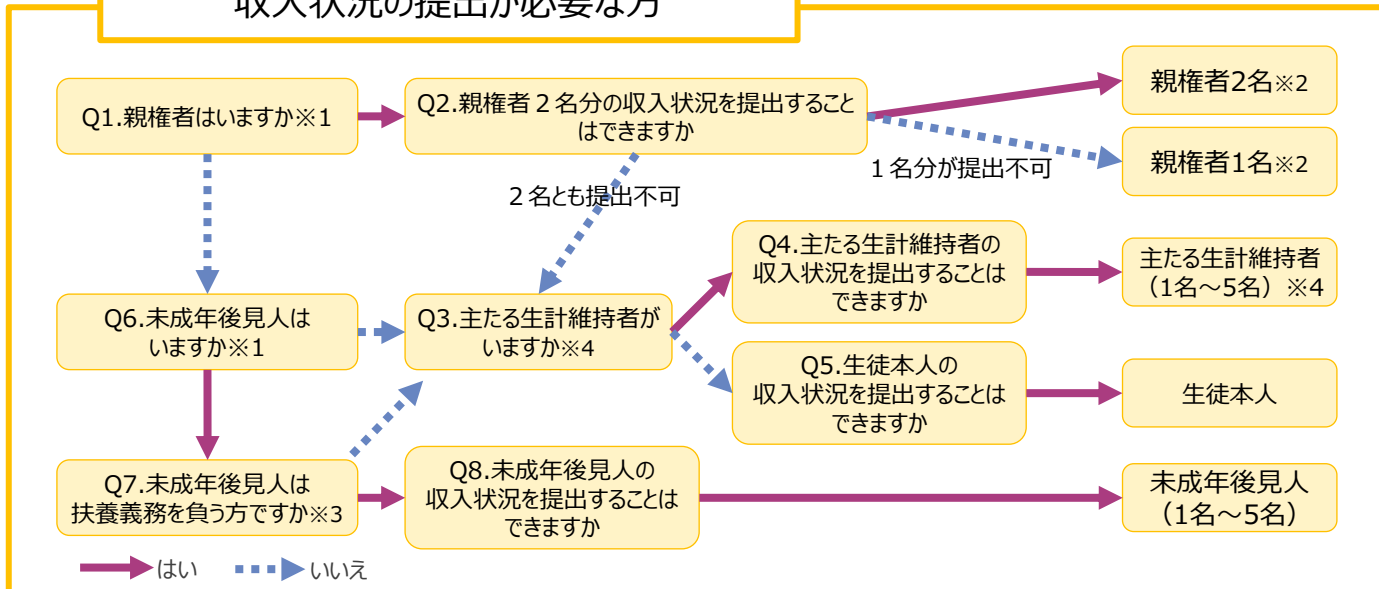 収入状況の提出が必要な方
Q1.親権者はいますか※1
Q2.親権者２名分の収入状況を提出すること
はできますか
親権者2名※2
親権者1名※2
１名分が提出不可
２名とも提出不可
Q4.主たる生計維持者の
収入状況を提出することは
できますか
主たる生計維持者
（1名～5名）※4
Q6.未成年後見人は
いますか※1
Q3.主たる生計維持者が
いますか※4
Q5.生徒本人の
収入状況を提出することは
できますか
生徒本人
Q7.未成年後見人は
扶養義務を負う方ですか※3
Q8.未成年後見人の
収入状況を提出することは
できますか
未成年後見人
（1名～5名）
はい
いいえ